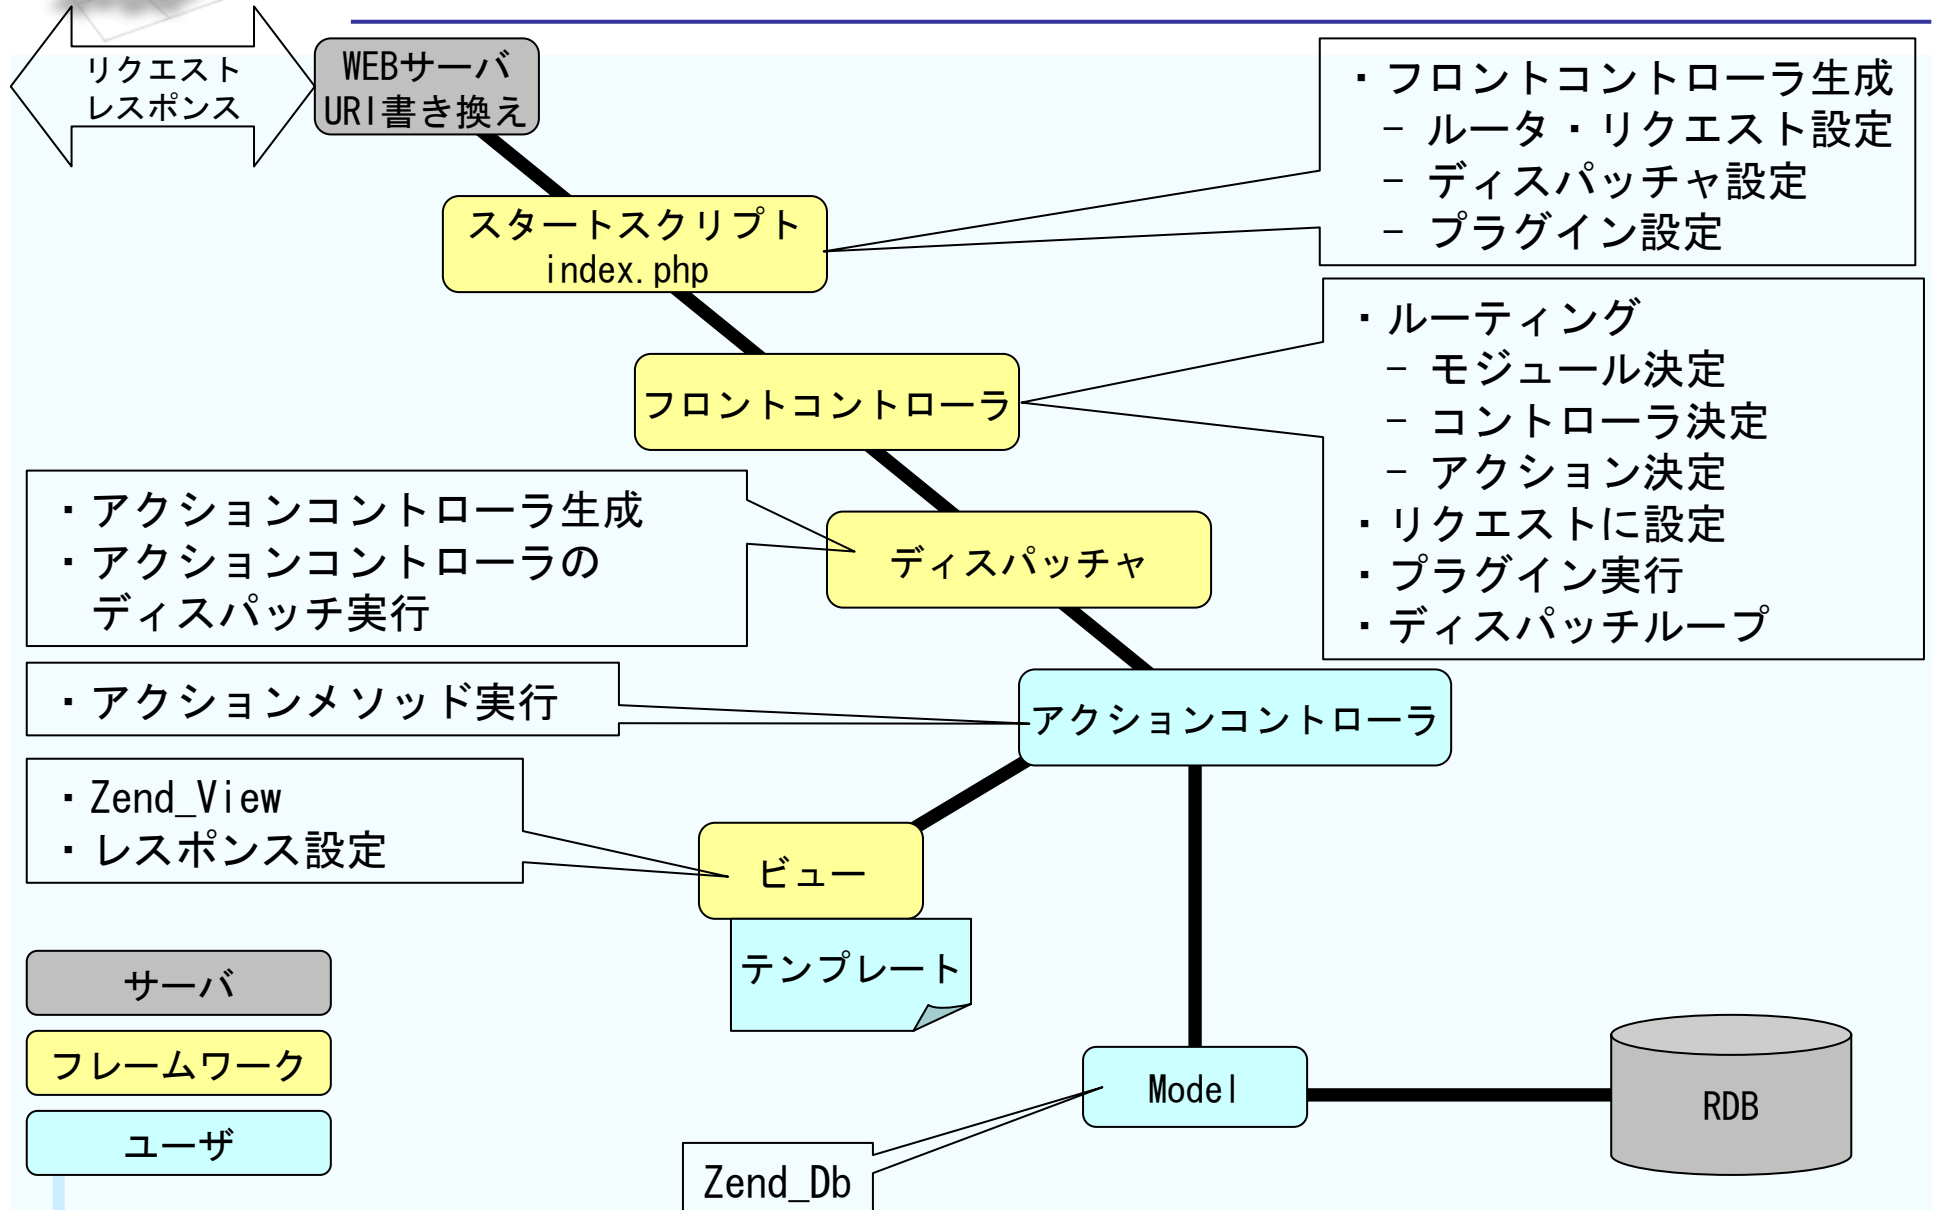 リクエスト
レスポンス
WEBサーバ
URI書き換え
・フロントコントローラ生成
－ ルータ・リクエスト設定
－ ディスパッチャ設定
－ プラグイン設定
スタートスクリプト
index.php
・ルーティング
－ モジュール決定
－ コントローラ決定
－ アクション決定
・リクエストに設定
・プラグイン実行
・ディスパッチループ
フロントコントローラ
・アクションコントローラ生成
・アクションコントローラの
ディスパッチ実行
ディスパッチャ
・アクションメソッド実行
アクションコントローラ
・Zend_View
・レスポンス設定
ビュー
テンプレート
サーバ
フレームワーク
ユーザ
Model
RDB
Zend_Db